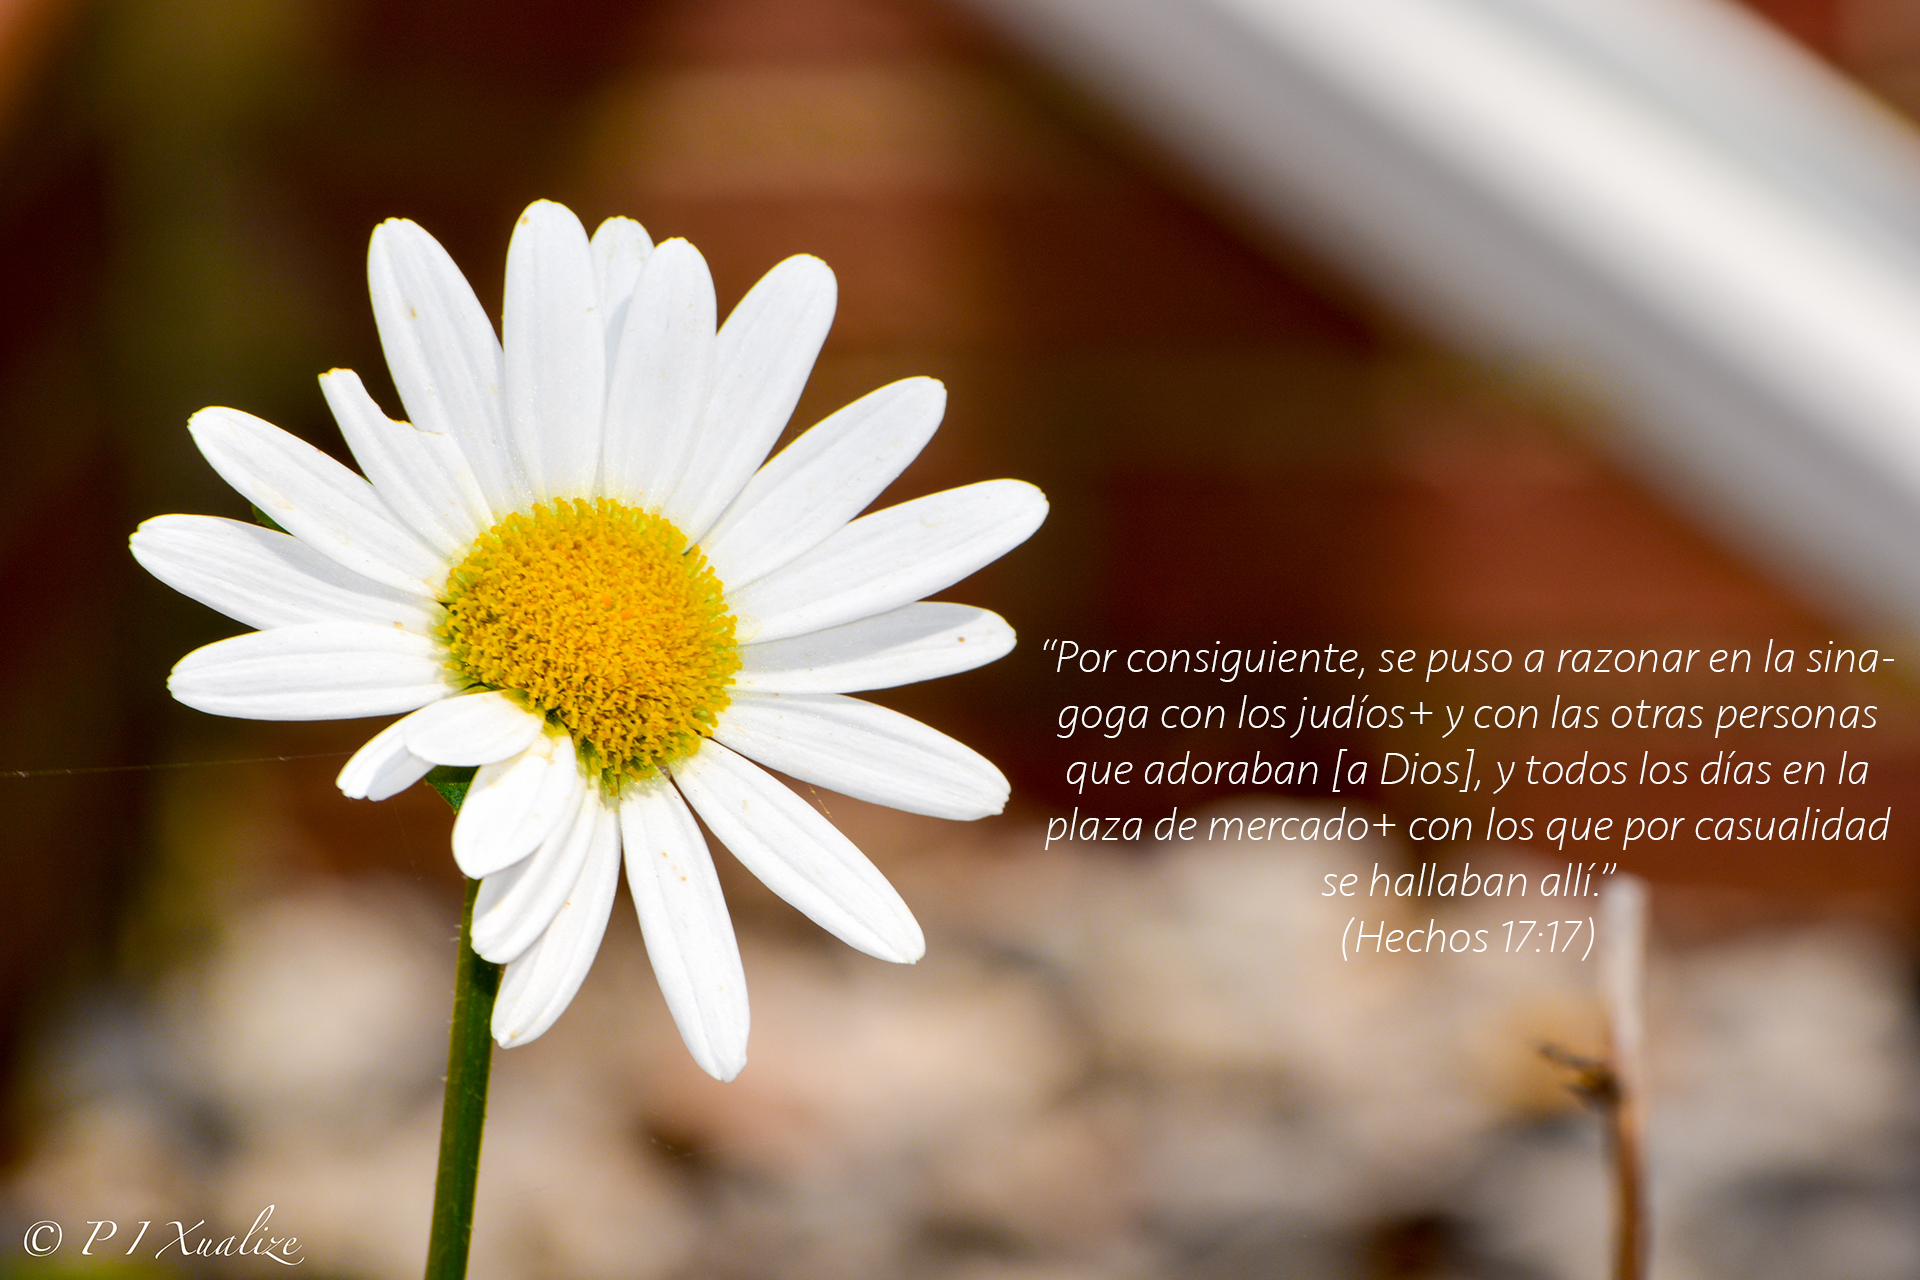 “Por consiguiente, se puso a razonar en la sina-
goga con los judíos+ y con las otras personas
que adoraban [a Dios], y todos los días en la
plaza de mercado+ con los que por casualidad
se hallaban allí.”
(Hechos 17:17)
© P I Xualize